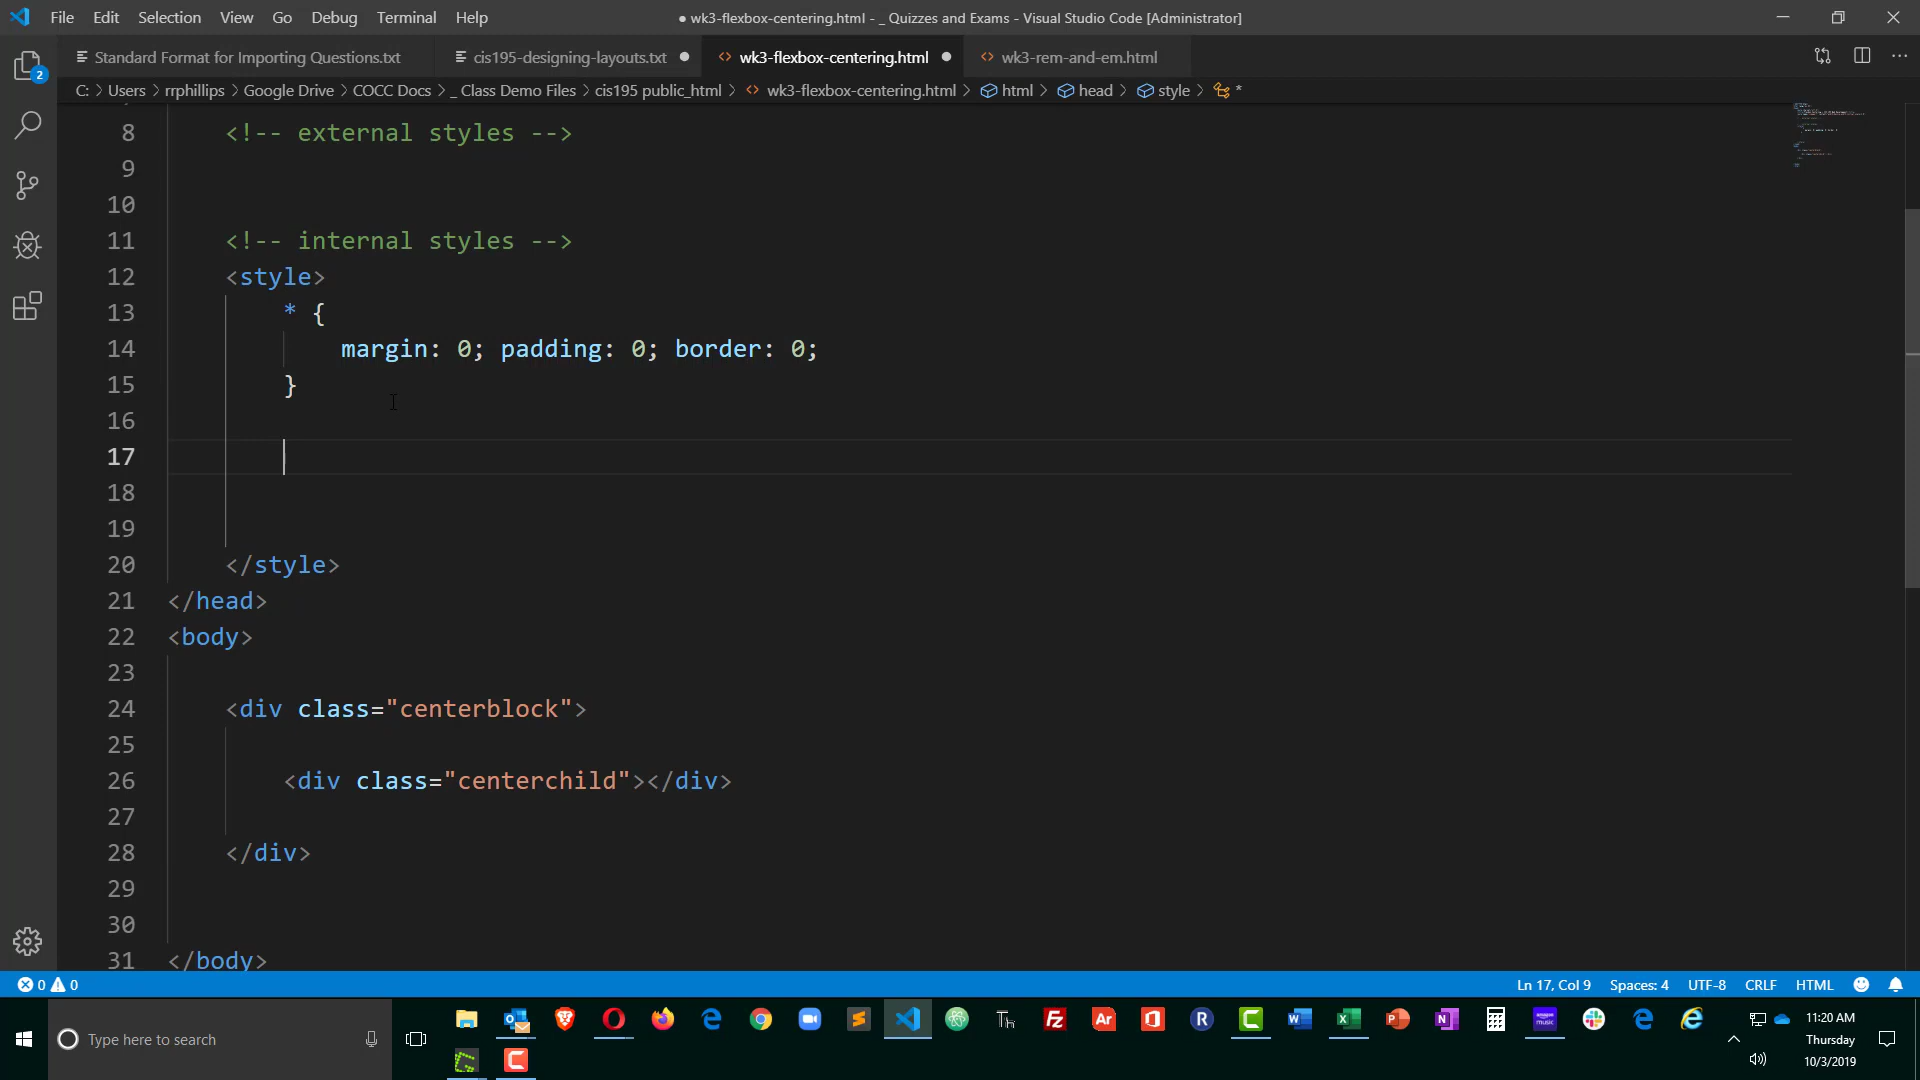 File Edit Selection View Go Debug Terminal Help ● wk3-flexbox-centering.html - _ Quizzes and Exams - Visual Studio Code [Administrator]
Standard Format for Importing Questions.txt cis195-designing-layouts.txt wk3-flexbox-centering.html wk3-rem-and-em.html
C: > Users > rrphillips > Google Drive > COCC Docs > _ Class Demo Files > cis195 public_html > wk3-flexbox-centering.html > html > head > style > *
8 <!-- external styles -->
9
10
11 <!-- internal styles -->
12 <style>
13 * {
14 margin: 0; padding: 0; border: 0;
15 }
16
17
18
19
20 </style>
21 </head>
22 <body>
23
24 <div class="centerblock">
25
26 <div class="centerchild"></div>
27
28 </div>
29
30
31 </body>
2
0 0 Ln 17, Col 9 Spaces: 4 UTF-8 CRLF HTML
Type here to search
11:20 AM
Thursday
10/3/2019